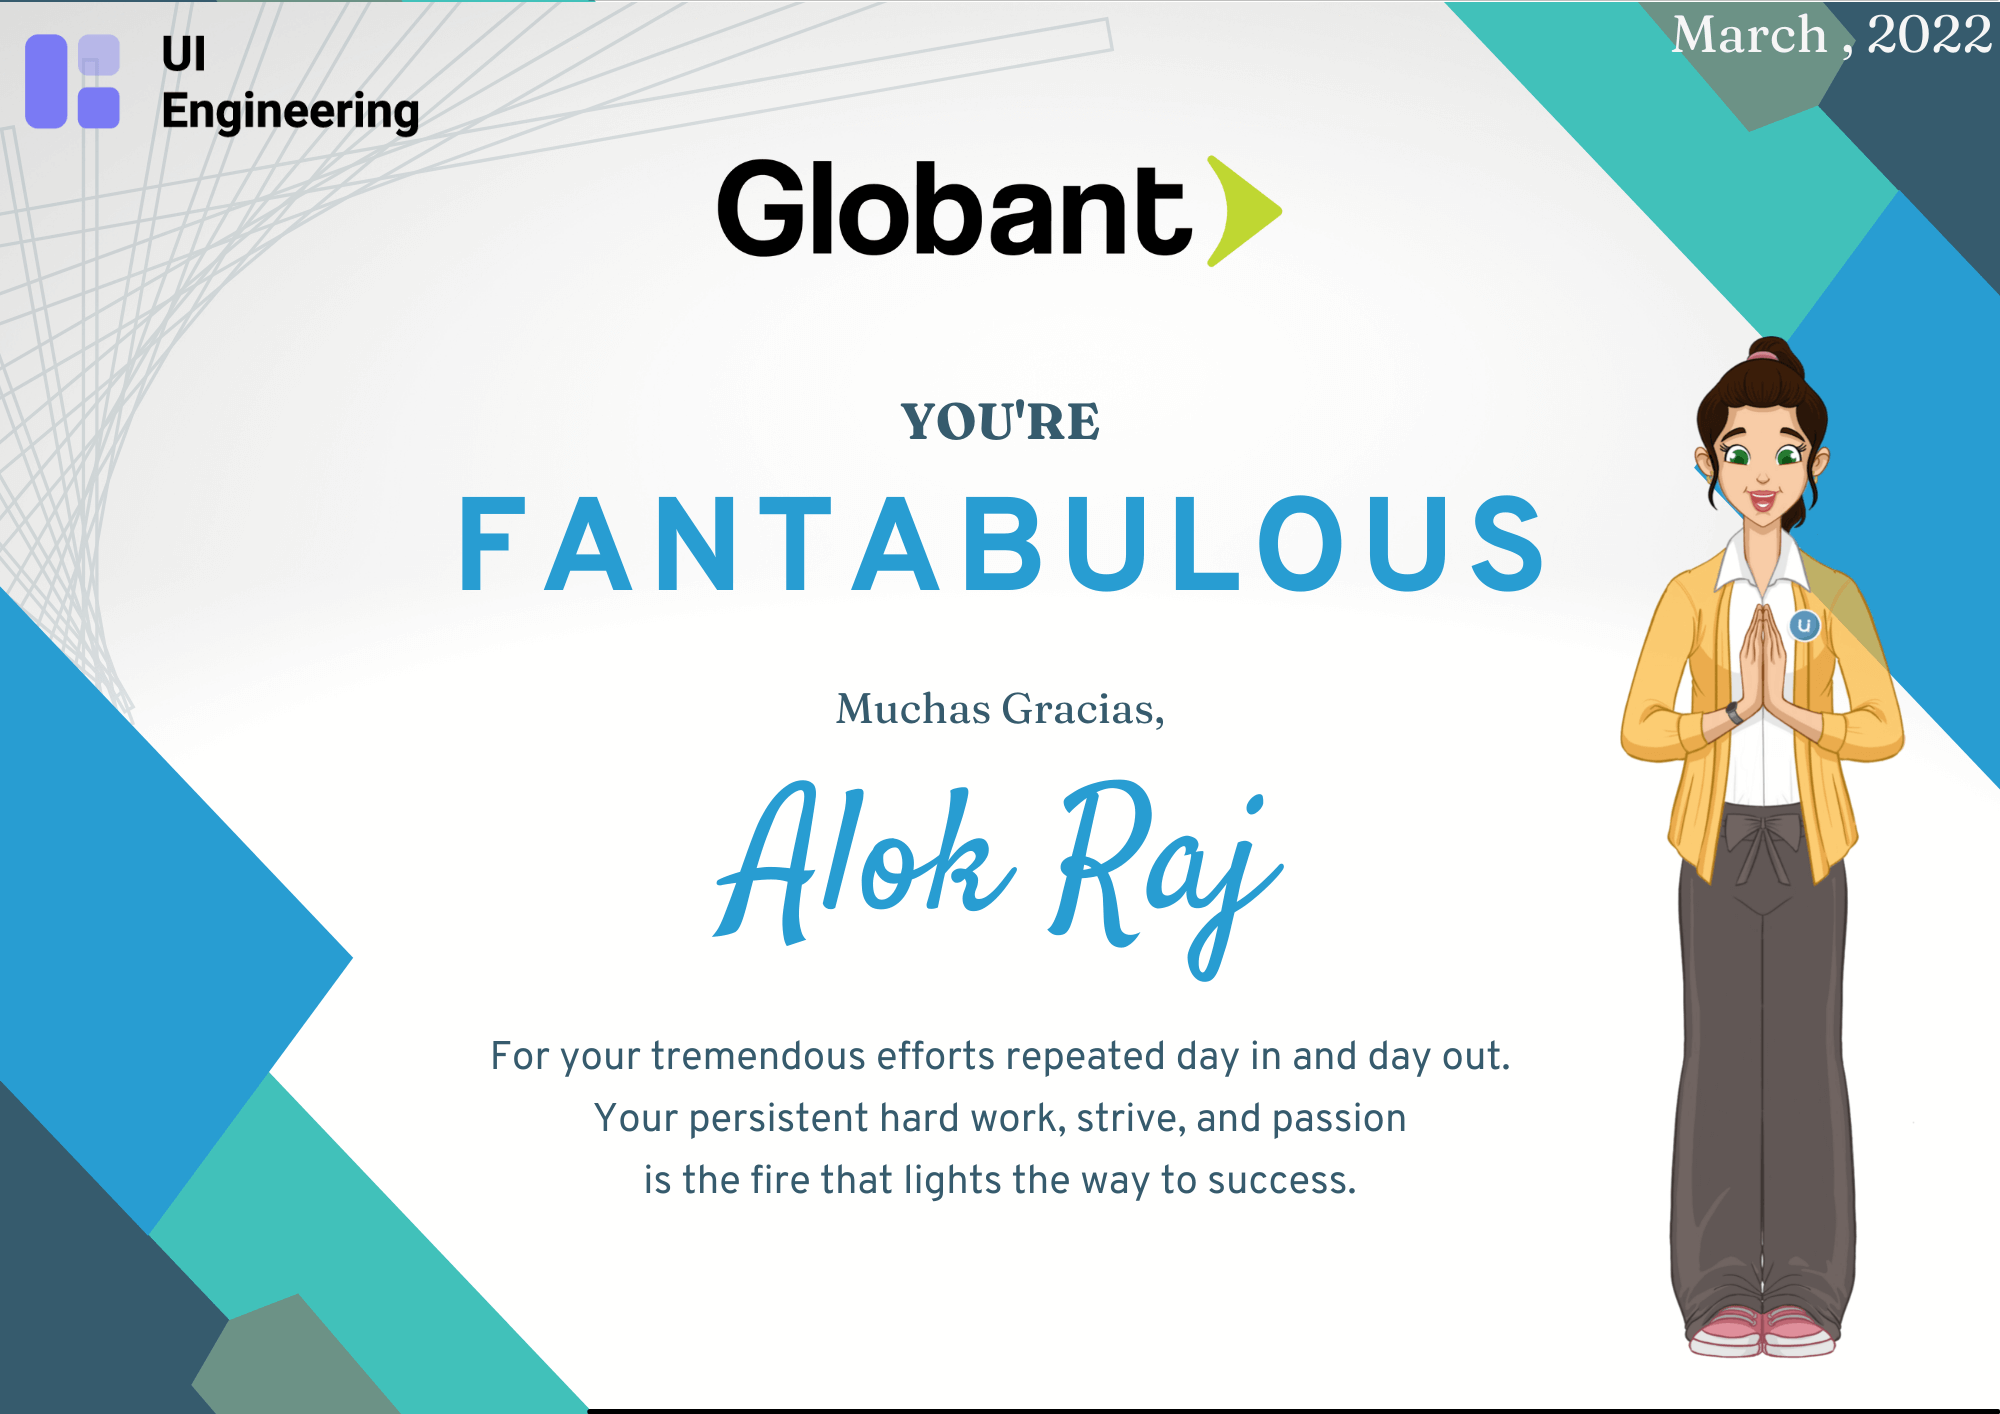 UI
Engineering
March , 2022
Globant
YOU'RE
FANTABULOUS
Muchas Gracias,
Alok Raj
For your tremendous efforts repeated day in and day out.
Your persistent hard work, strive, and passion
is the fire that lights the way to success.
Ui